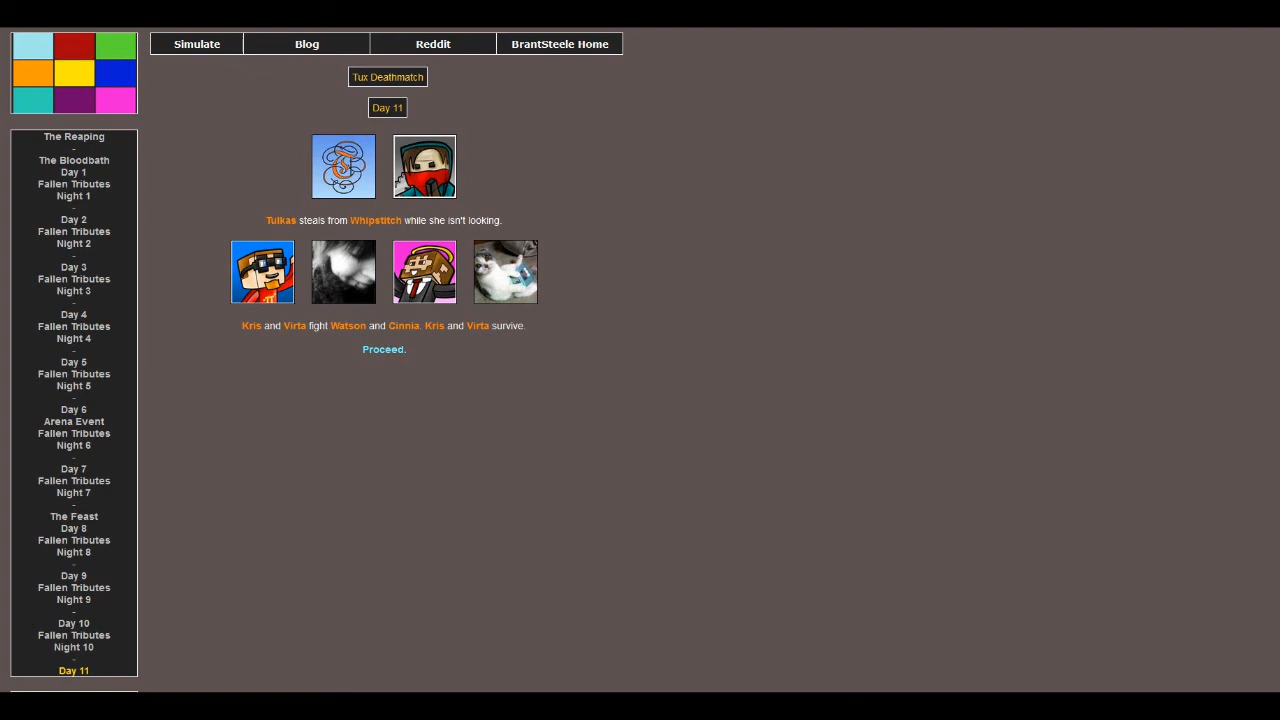 Simulate
Blog
Reddit
BrantSteele Home
Tux Deathmatch
Day 11
Tulkas steals from Whipstitch while she isn't looking.
Kris and Virta fight Watson and Cinnia. Kris and Virta survive.
Proceed.
The Reaping
-
The Bloodbath
Day 1
Fallen Tributes
Night 1
-
Day 2
Fallen Tributes
Night 2
-
Day 3
Fallen Tributes
Night 3
-
Day 4
Fallen Tributes
Night 4
-
Day 5
Fallen Tributes
Night 5
-
Day 6
Arena Event
Fallen Tributes
Night 6
-
Day 7
Fallen Tributes
Night 7
-
The Feast
Day 8
Fallen Tributes
Night 8
-
Day 9
Fallen Tributes
Night 9
-
Day 10
Fallen Tributes
Night 10
-
Day 11